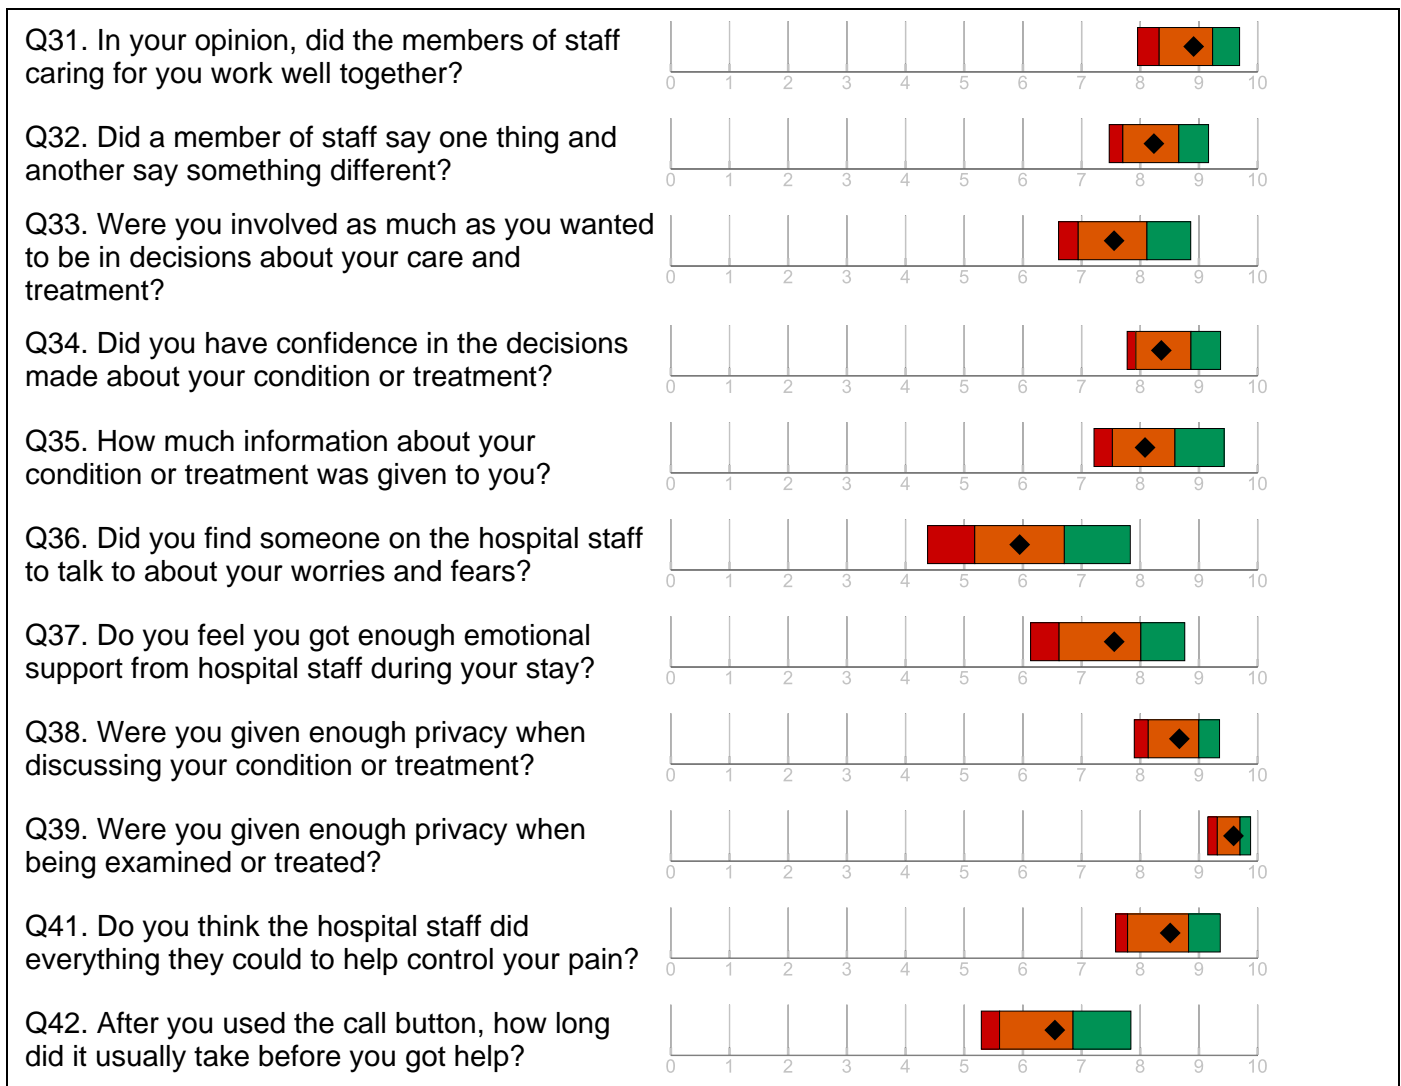 Q31. In your opinion, did the members of staff
caring for you work well together?
0 1 2 3 4 5 6 7 8 9 10
Q32. Did a member of staff say one thing and
another say something different?
0 1 2 3 4 5 6 7 8 9 10
Q33. Were you involved as much as you wanted
to be in decisions about your care and
treatment?
0 1 2 3 4 5 6 7 8 9 10
Q34. Did you have confidence in the decisions
made about your condition or treatment?
0 1 2 3 4 5 6 7 8 9 10
Q35. How much information about your
condition or treatment was given to you?
0 1 2 3 4 5 6 7 8 9 10
Q36. Did you find someone on the hospital staff
to talk to about your worries and fears?
0 1 2 3 4 5 6 7 8 9 10
Q37. Do you feel you got enough emotional
support from hospital staff during your stay?
0 1 2 3 4 5 6 7 8 9 10
Q38. Were you given enough privacy when
discussing your condition or treatment?
0 1 2 3 4 5 6 7 8 9 10
Q39. Were you given enough privacy when
being examined or treated?
0 1 2 3 4 5 6 7 8 9 10
Q41. Do you think the hospital staff did
everything they could to help control your pain?
0 1 2 3 4 5 6 7 8 9 10
Q42. After you used the call button, how long
did it usually take before you got help?
0 1 2 3 4 5 6 7 8 9 10